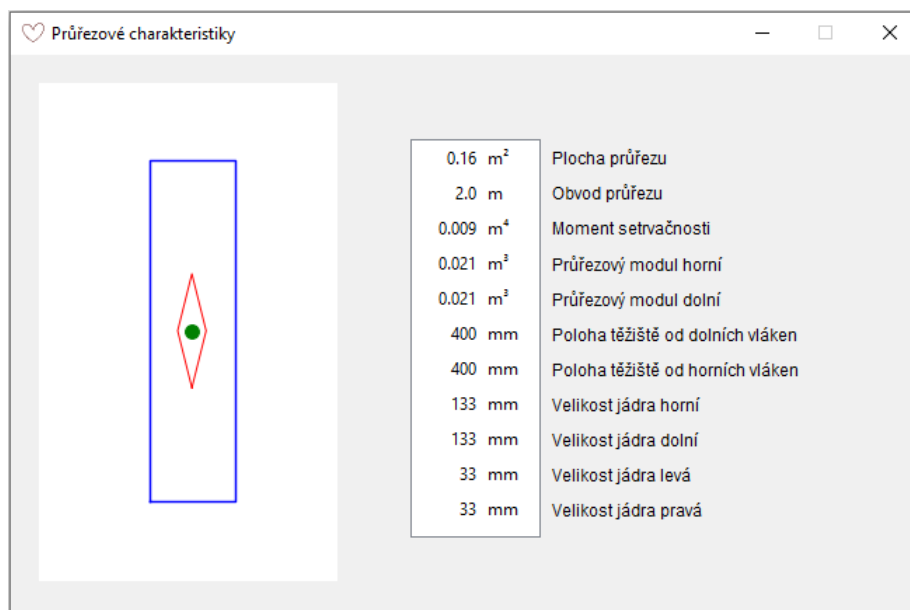 Průřezové charakteristiky
0.16 m² Plocha průřezu
2.0 m Obvod průřezu
0.009 m⁴ Moment setrvačnosti
0.021 m³ Průřezový modul horní
0.021 m³ Průřezový modul dolní
400 mm Poloha těžiště od dolních vláken
400 mm Poloha těžiště od horních vláken
133 mm Velikost jádra horní
133 mm Velikost jádra dolní
33 mm Velikost jádra levá
33 mm Velikost jádra pravá